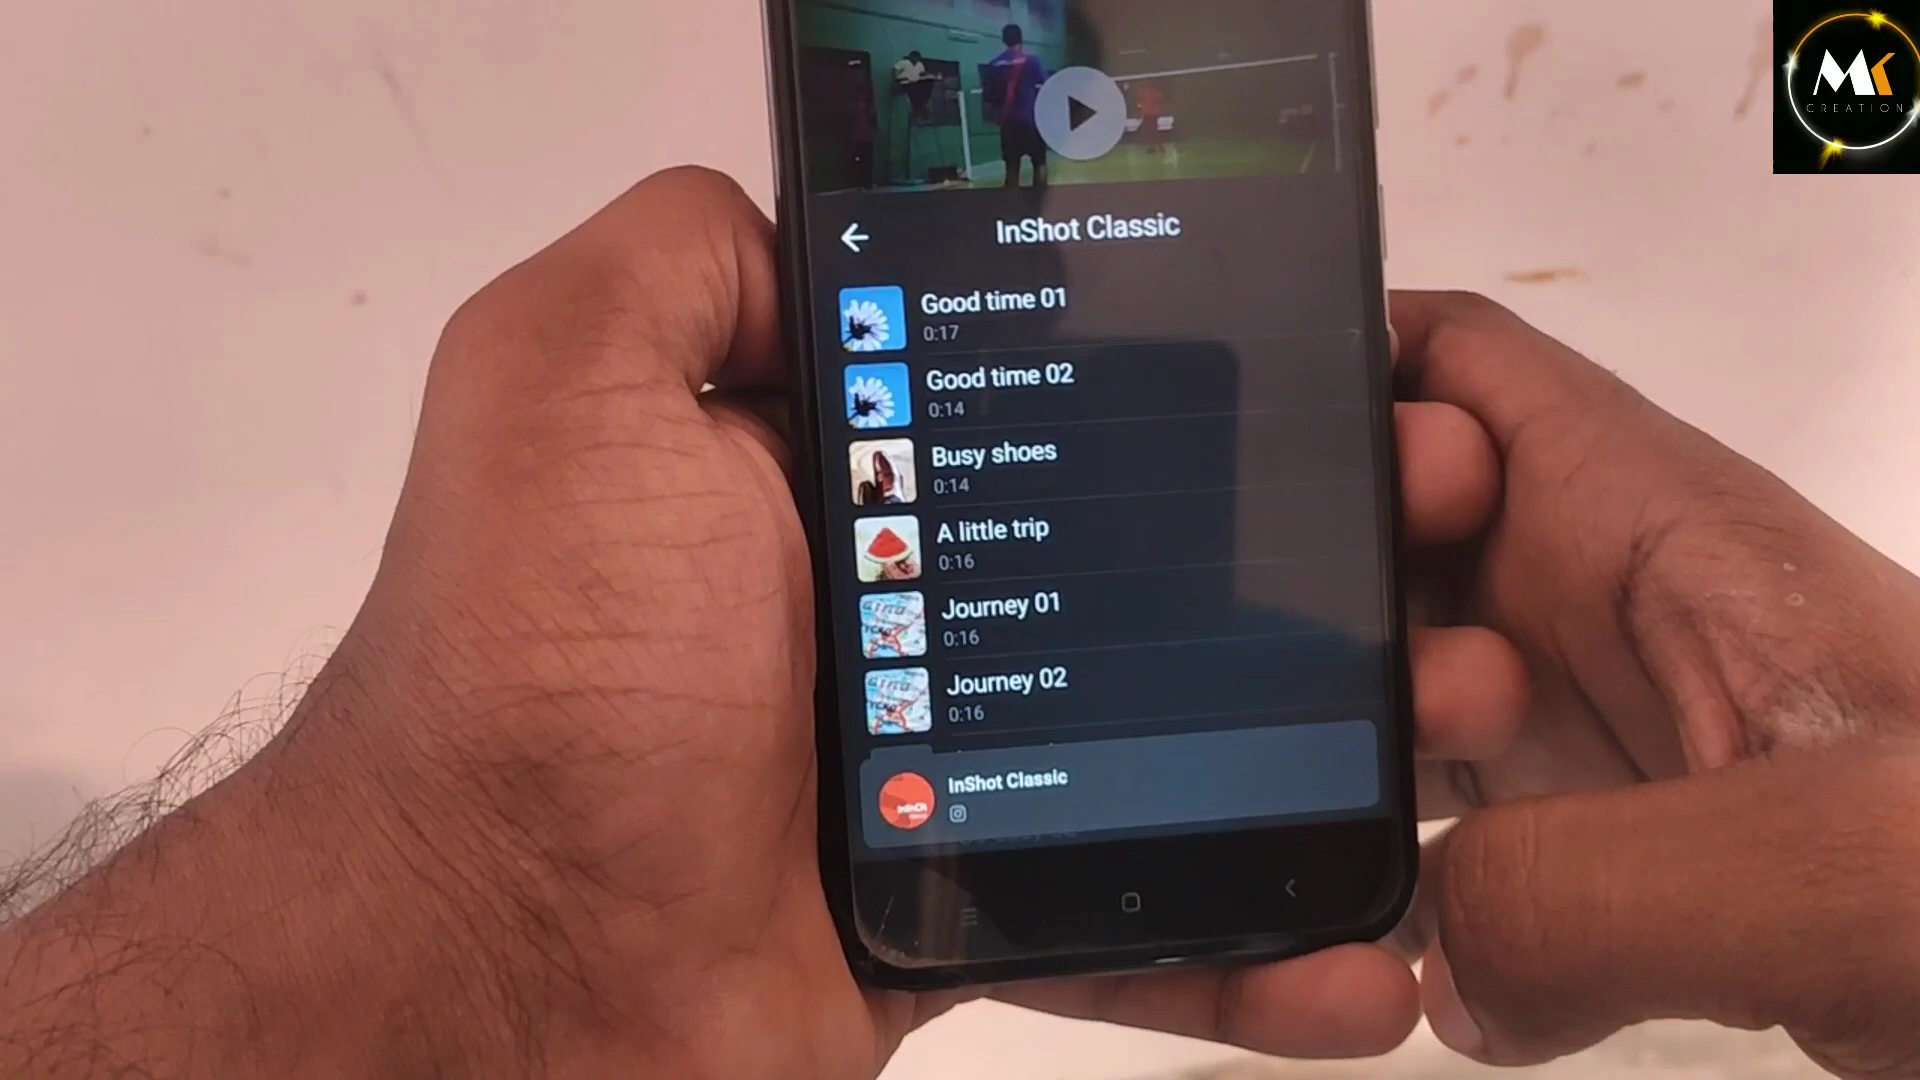 MK
CREATION
InShot Classic
Good time 01
0:17
Good time 02
0:14
Busy shoes
0:14
A little trip
0:16
Journey 01
0:16
Journey 02
0:16
InShot Classic